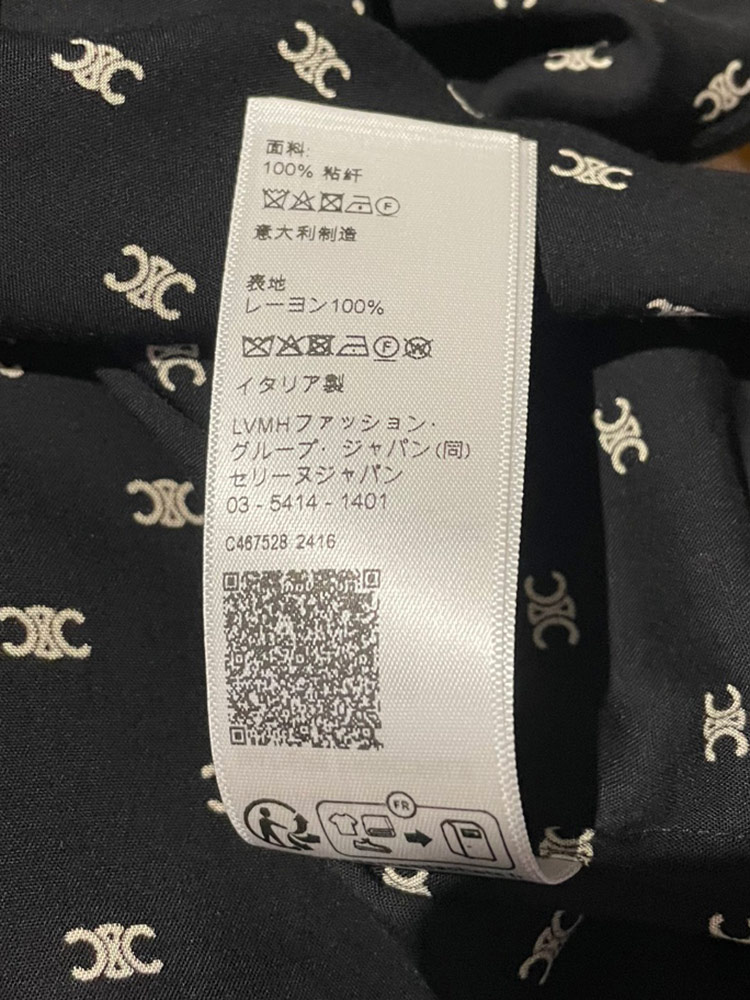 面料:
100% 粘纤
F
意大利制造
表地
レーヨン100%
F W
イタリア製
LVMHファッション・
グループ・ジャパン(同)
セリーヌジャパン
03 - 5414 - 1401
C467528 2416
FR